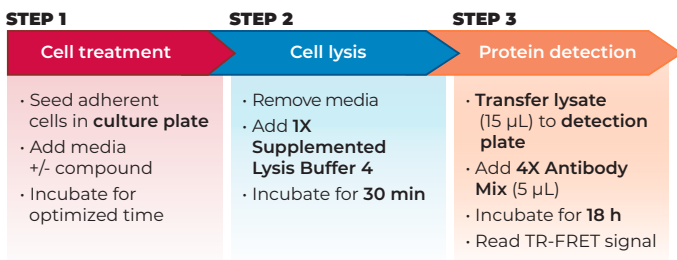 STEP 1
Cell treatment
· Seed adherent
cells in culture plate
· Add media
+/- compound
· Incubate for
optimized time
STEP 2
Cell lysis
· Remove media
· Add 1X
Supplemented
Lysis Buffer 4
· Incubate for 30 min
STEP 3
Protein detection
· Transfer lysate
(15 µL) to detection
plate
· Add 4X Antibody
Mix (5 µL)
· Incubate for 18 h
· Read TR-FRET signal